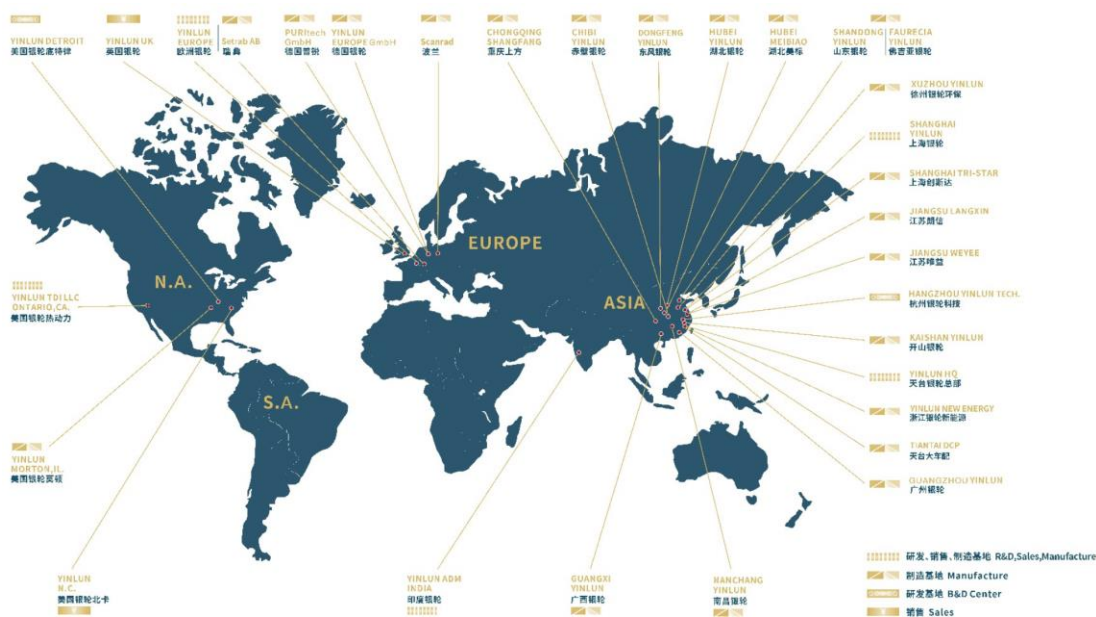 YINLUN DETROIT
美国银轮底特律
YINLUN UK
英国银轮
YINLUN
EUROPE
欧洲银轮
Setrab AB
瑞典
PURItech
GmbH
德国普锐
YINLUN
EUROPE GmbH
德国银轮
Scanrad
波兰
CHONGQING
SHANGFANG
重庆上方
CHIBI
YINLUN
赤壁银轮
DONGFENG
YINLUN
东风银轮
HUBEI
YINLUN
湖北银轮
HUBEI
MEIBIAO
湖北美标
SHANDONG
YINLUN
山东银轮
FAURECIA
YINLUN
佛吉亚银轮
XUZHOU YINLUN
徐州银轮环保
SHANGHAI
YINLUN
上海银轮
SHANGHAI TRI-STAR
上海创斯达
JIANGSU LANGXIN
江苏朗信
JIANGSU WEYEE
江苏唯益
HANGZHOU YINLUN TECH.
杭州银轮科技
KAISHAN YINLUN
开山银轮
YINLUN HQ
天台银轮总部
YINLUN NEW ENERGY
浙江银轮新能源
TIANTAI DCP
天台大车配
GUANGZHOU YINLUN
广州银轮
N.A.
EUROPE
ASIA
S.A.
YINLUN TDI LLC
ONTARIO,CA.
美国银轮热动力
YINLUN
MORTON,IL.
美国银轮莫顿
YINLUN
N.C.
美国银轮北卡
YINLUN ADM
INDIA
印度银轮
GUANGXI
YINLUN
广西银轮
NANCHANG
YINLUN
南昌银轮
研发、销售、制造基地 R&D,Sales,Manufacture
制造基地 Manufacture
研发基地 B&D Center
销售 Sales